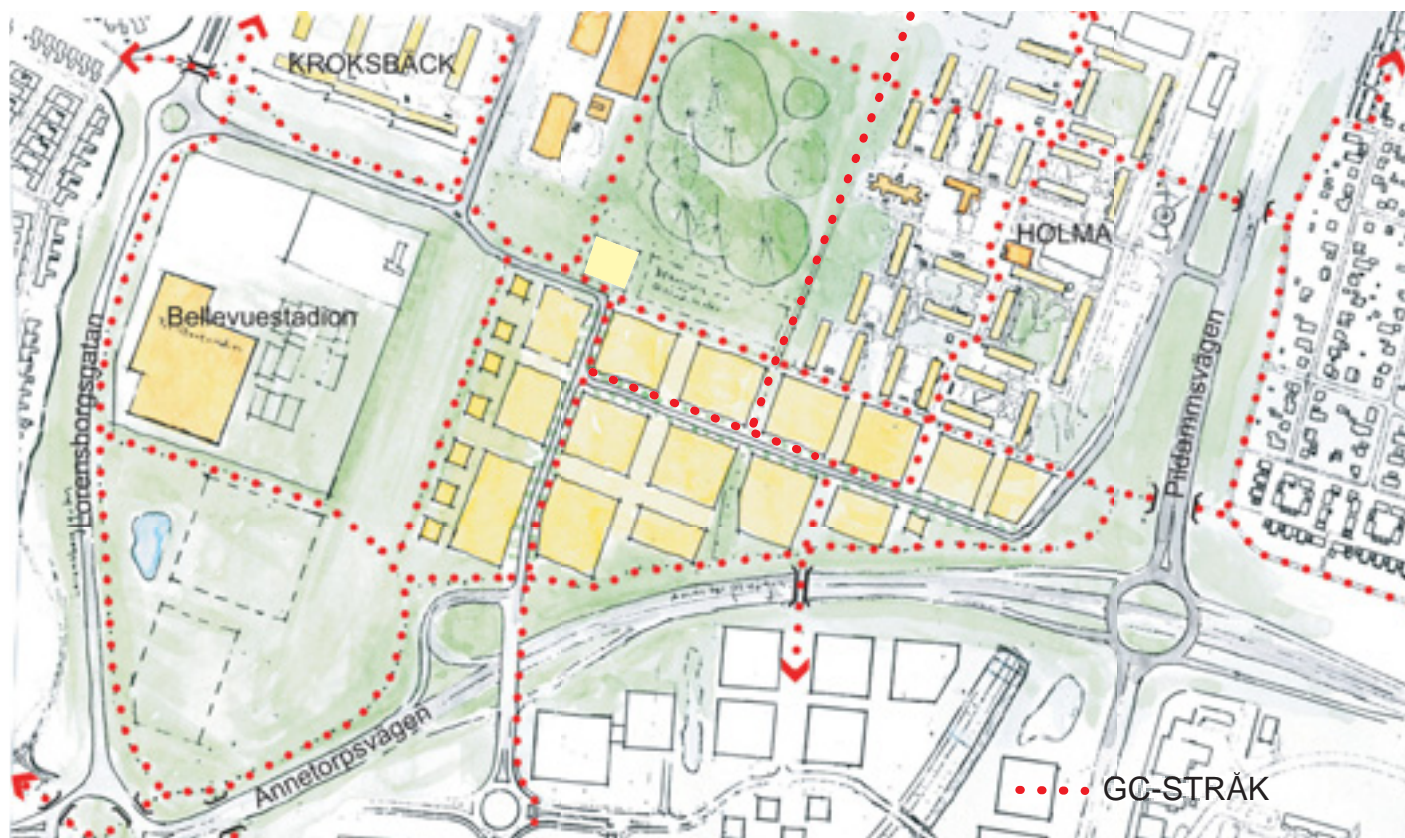 KROKSBÄCK
HOLMA
Bellevuestadion
Lorensborgsgatan
Pildammsvägen
Annetorpsvägen
GC-STRÅK